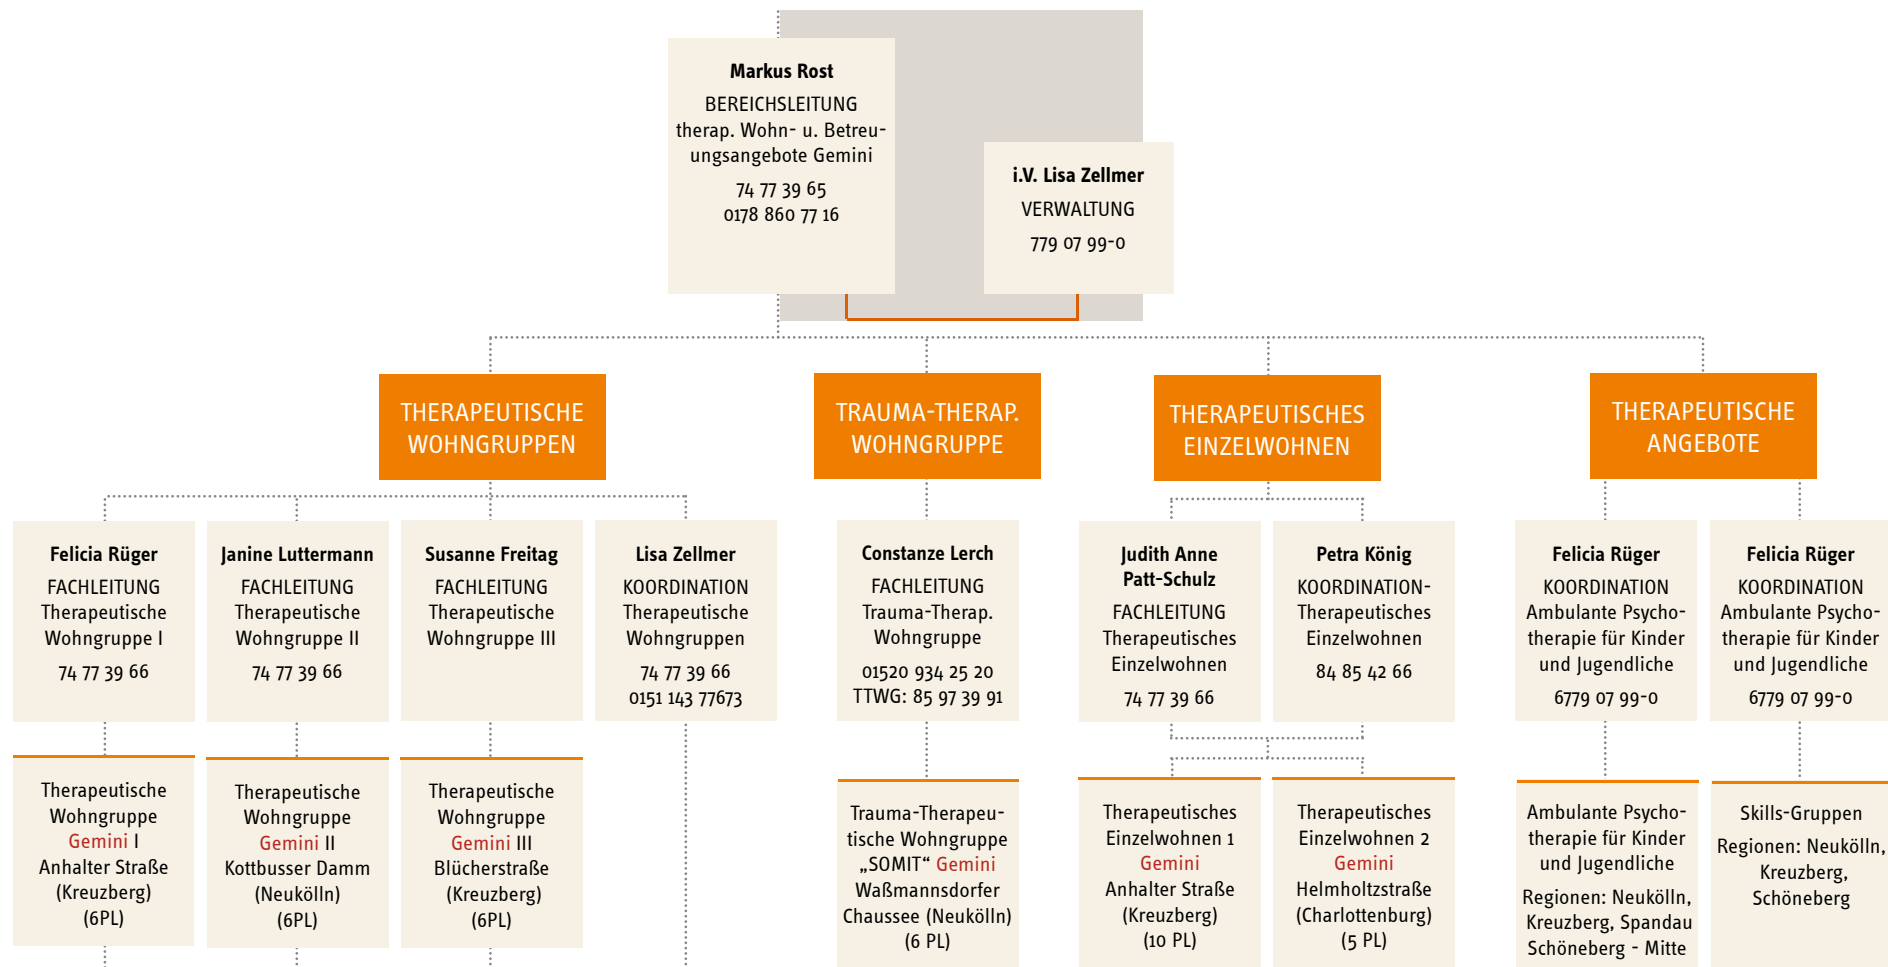 Markus Rost
BEREICHSLEITUNG
therap. Wohn- u. Betreu-
ungsangebote Gemini
74 77 39 65
0178 860 77 16
i.V. Lisa Zellmer
VERWALTUNG
779 07 99-0
THERAPEUTISCHE
WOHNGRUPPEN
TRAUMA-THERAP.
WOHNGRUPPE
THERAPEUTISCHES
EINZELWOHNEN
THERAPEUTISCHE
ANGEBOTE
Felicia Rüger
FACHLEITUNG
Therapeutische
Wohngruppe I
74 77 39 66
Janine Luttermann
FACHLEITUNG
Therapeutische
Wohngruppe II
74 77 39 66
Susanne Freitag
FACHLEITUNG
Therapeutische
Wohngruppe III
Lisa Zellmer
KOORDINATION
Therapeutische
Wohngruppen
74 77 39 66
0151 143 77673
Constanze Lerch
FACHLEITUNG
Trauma-Therap.
Wohngruppe
01520 934 25 20
TTWG: 85 97 39 91
Judith Anne
Patt-Schulz
FACHLEITUNG
Therapeutisches
Einzelwohnen
74 77 39 66
Petra König
KOORDINATION-
Therapeutisches
Einzelwohnen
84 85 42 66
Felicia Rüger
KOORDINATION
Ambulante Psycho-
therapie für Kinder
und Jugendliche
6779 07 99-0
Felicia Rüger
KOORDINATION
Ambulante Psycho-
therapie für Kinder
und Jugendliche
6779 07 99-0
Therapeutische
Wohngruppe
Gemini I
Anhalter Straße
(Kreuzberg)
(6PL)
Therapeutische
Wohngruppe
Gemini II
Kottbusser Damm
(Neukölln)
(6PL)
Therapeutische
Wohngruppe
Gemini III
Blücherstraße
(Kreuzberg)
(6PL)
Trauma-Therapeu-
tische Wohngruppe
„SOMIT“ Gemini
Waßmannsdorfer
Chaussee (Neukölln)
(6 PL)
Therapeutisches
Einzelwohnen 1
Gemini
Anhalter Straße
(Kreuzberg)
(10 PL)
Therapeutisches
Einzelwohnen 2
Gemini
Helmholtzstraße
(Charlottenburg)
(5 PL)
Ambulante Psycho-
therapie für Kinder
und Jugendliche
Regionen: Neukölln,
Kreuzberg, Spandau
Schöneberg - Mitte
Skills-Gruppen
Regionen: Neukölln,
Kreuzberg,
Schöneberg